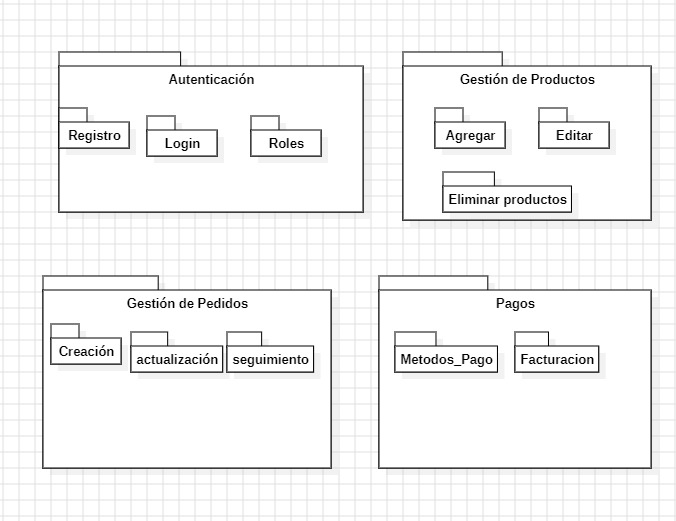 Autenticación
Registro
Login
Roles
Gestión de Productos
Agregar
Editar
Eliminar productos
Gestión de Pedidos
Creación
actualización
seguimiento
Pagos
Metodos_Pago
Facturacion